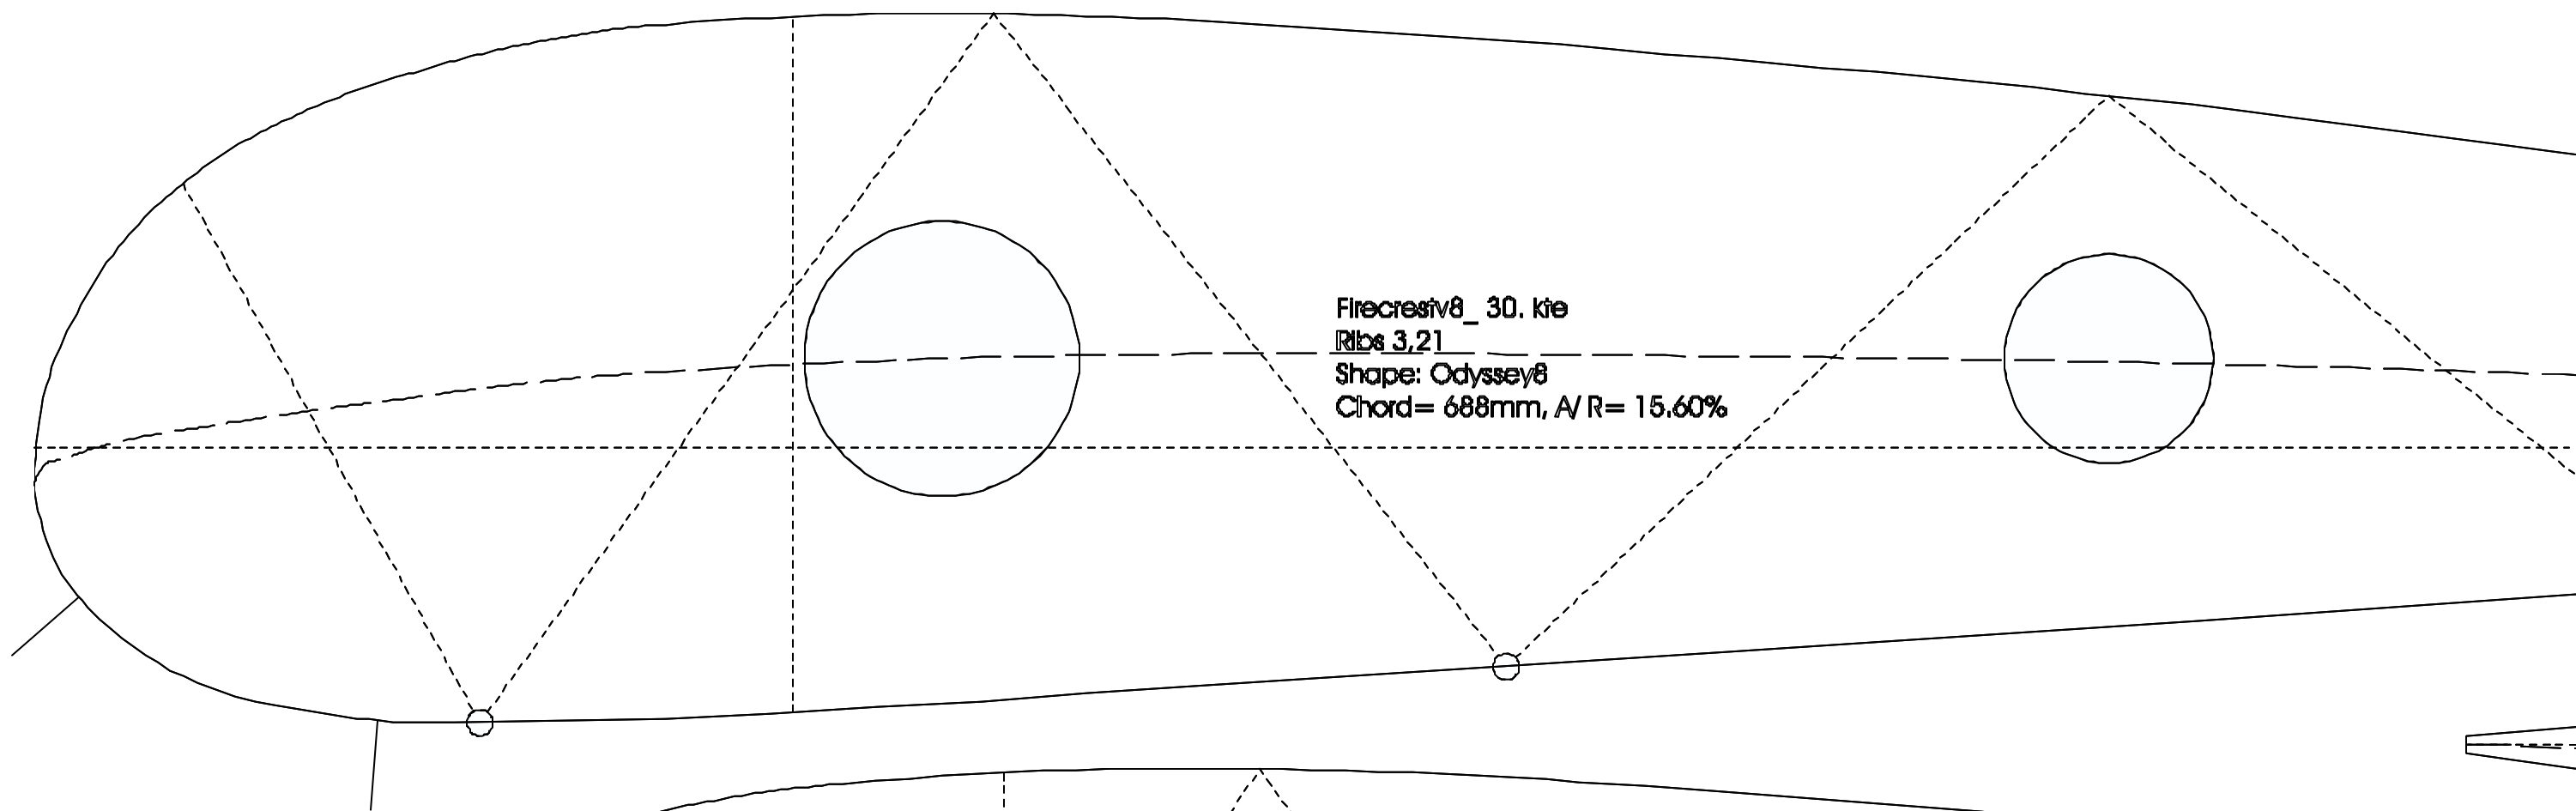 Firecrestv8_ 30. kte
Ribs 3,21
Shape: Odyssey8
Chord= 688mm, A/ R= 15.60%